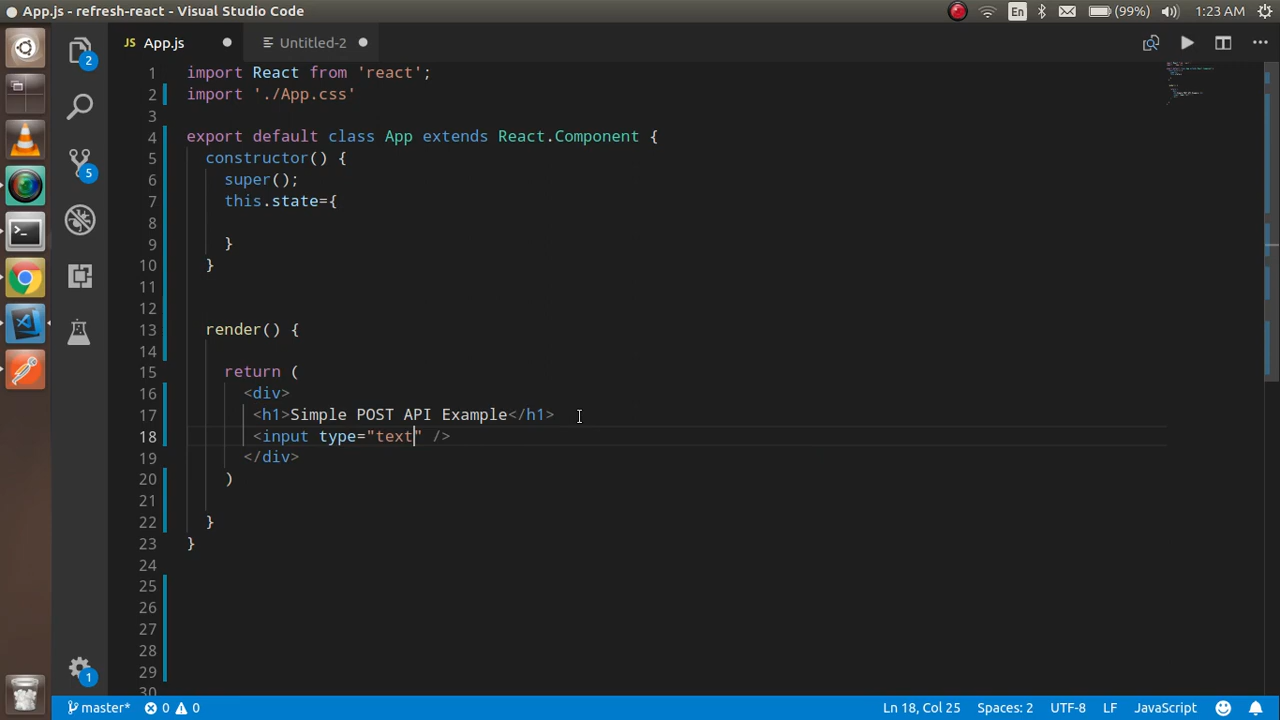 App.js - refresh-react - Visual Studio Code
En
(99%)
1:23 AM
JS App.js
Untitled-2
2
5
1
1 import React from 'react';
2 import './App.css'
3
4 export default class App extends React.Component {
5 constructor() {
6 super();
7 this.state={
8
9 }
10 }
11
12
13 render() {
14
15 return (
16 <div>
17 <h1>Simple POST API Example</h1>
18 <input type="text" />
19 </div>
20 )
21
22 }
23 }
24
25
26
27
28
29
30
master*
0
0
Ln 18, Col 25
Spaces: 2
UTF-8
LF
JavaScript